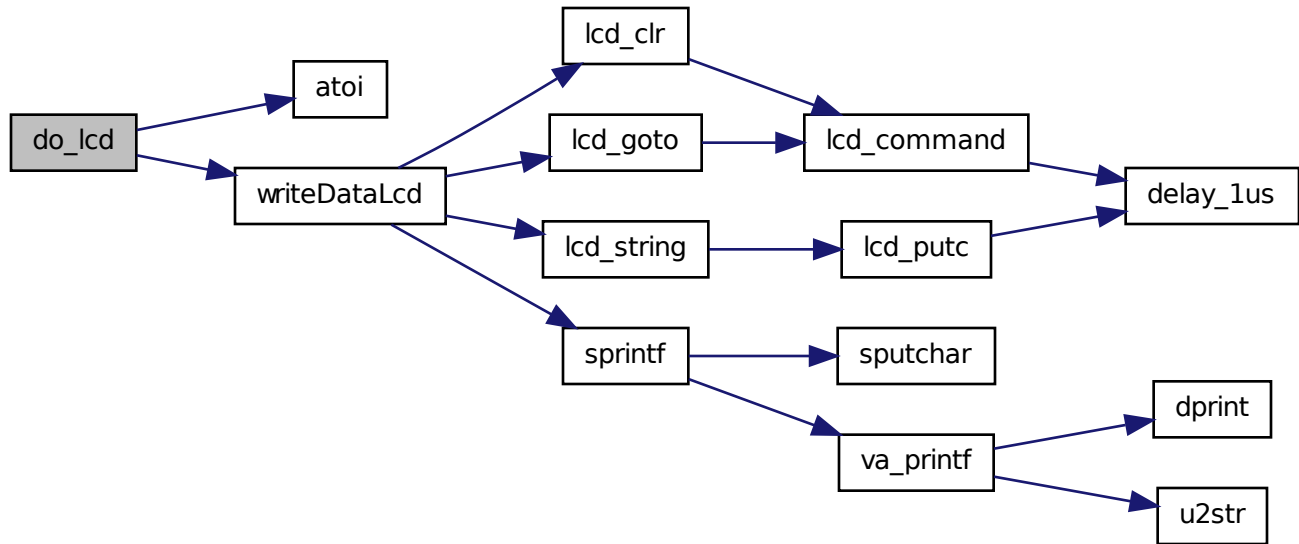 lcd_clr
atoi
do_lcd
lcd_goto
lcd_command
writeDataLcd
delay_1us
lcd_string
lcd_putc
sprintf
sputchar
dprint
va_printf
u2str